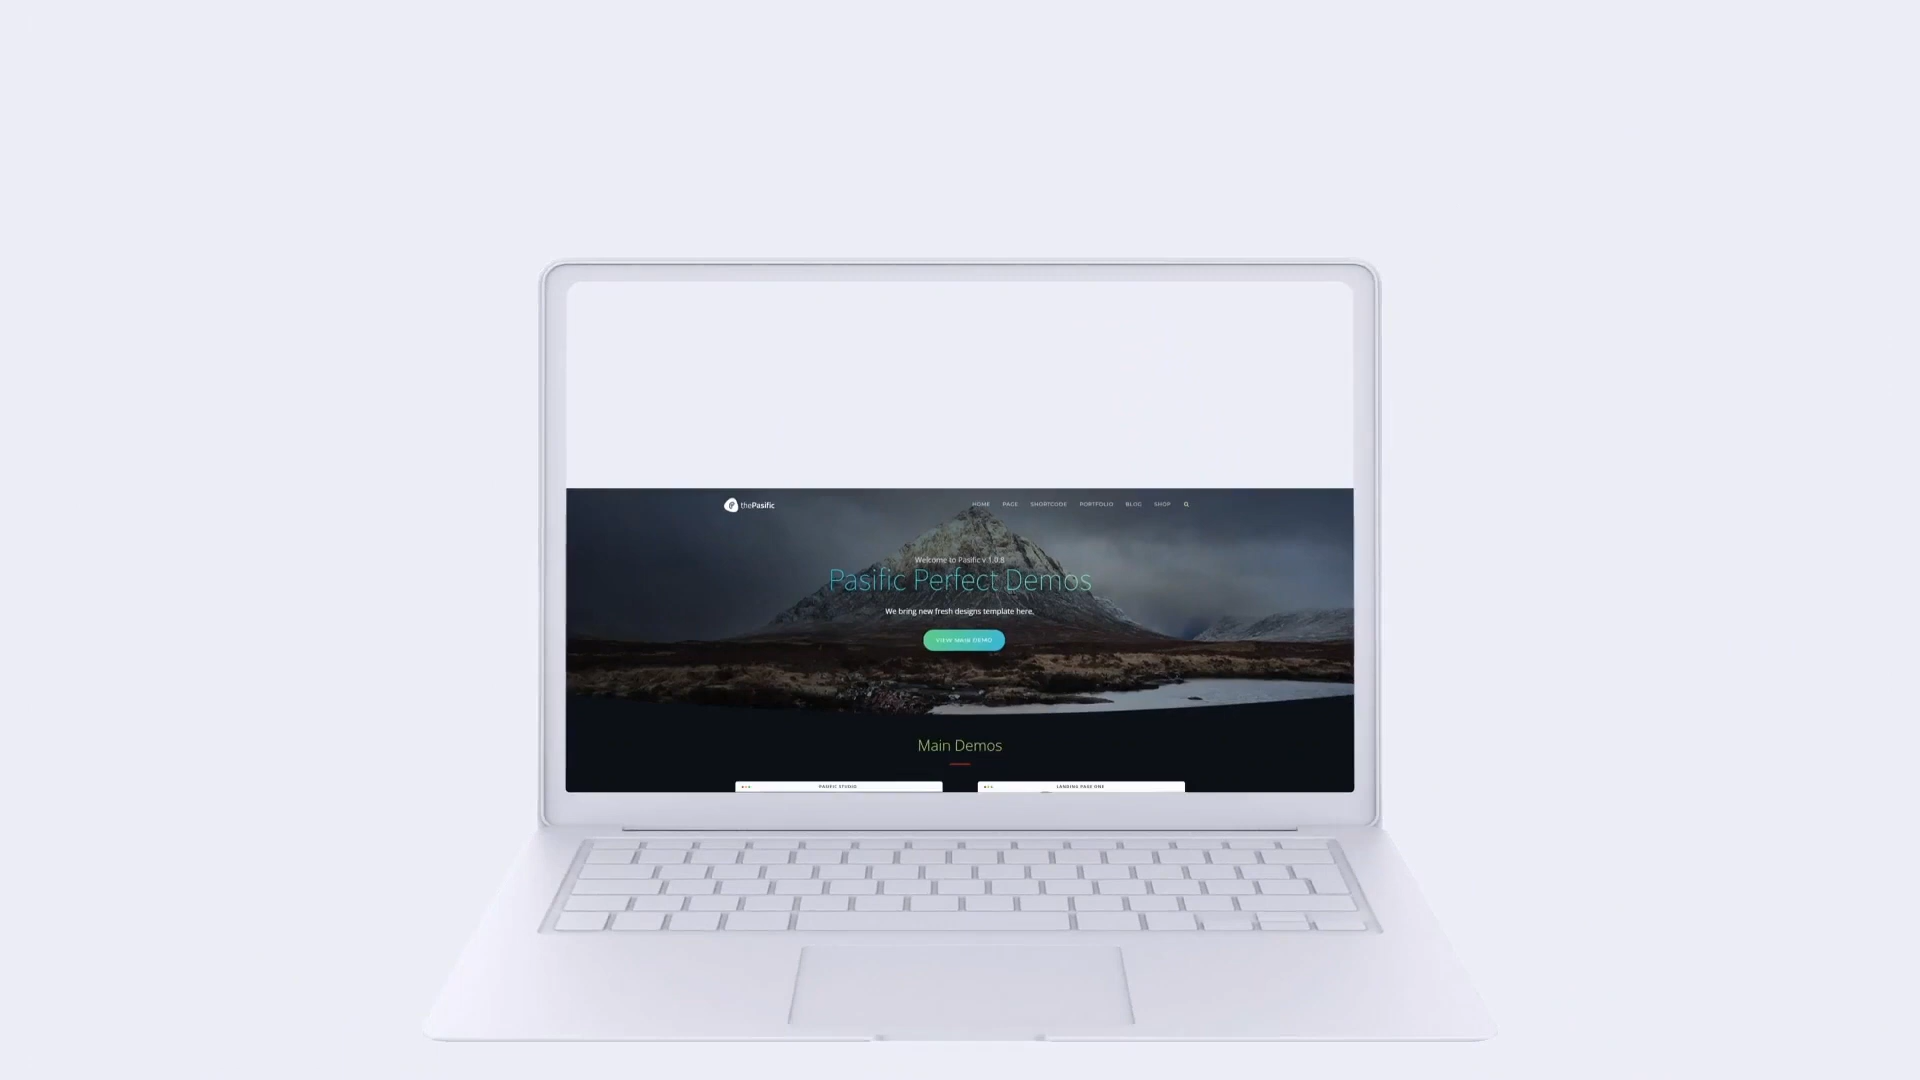 thePasific
HOME PAGE SHORTCODE PORTFOLIO BLOG SHOP
Welcome to Pasific v 1.0.8
Pasific Perfect Demos
We bring new fresh designs template here.
VIEW MAIN DEMO
Main Demos
PASIFIC STUDIO
LANDING PAGE ONE